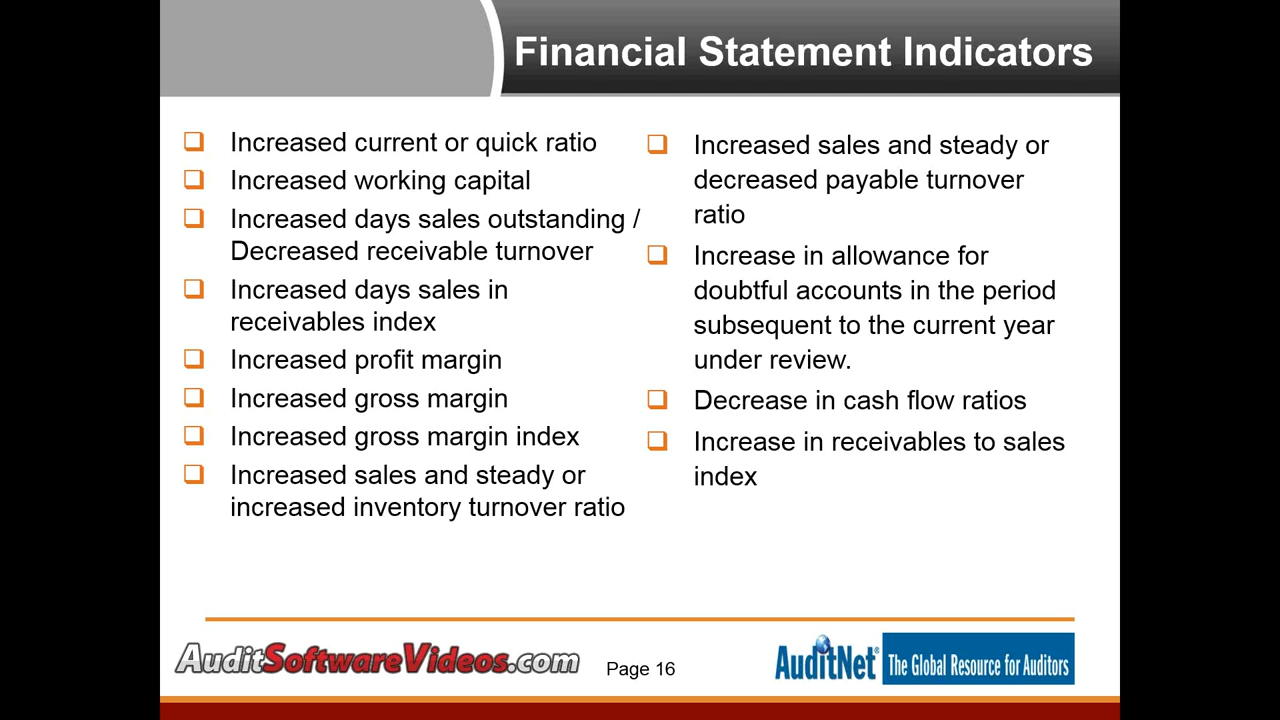 Financial Statement Indicators
Increased current or quick ratio
Increased working capital
Increased days sales outstanding /
Decreased receivable turnover
Increased days sales in
receivables index
Increased profit margin
Increased gross margin
Increased gross margin index
Increased sales and steady or
increased inventory turnover ratio
Increased sales and steady or
decreased payable turnover
ratio
Increase in allowance for
doubtful accounts in the period
subsequent to the current year
under review.
Decrease in cash flow ratios
Increase in receivables to sales
index
AuditSoftwareVideos.com
Page 16
AuditNet® The Global Resource for Auditors